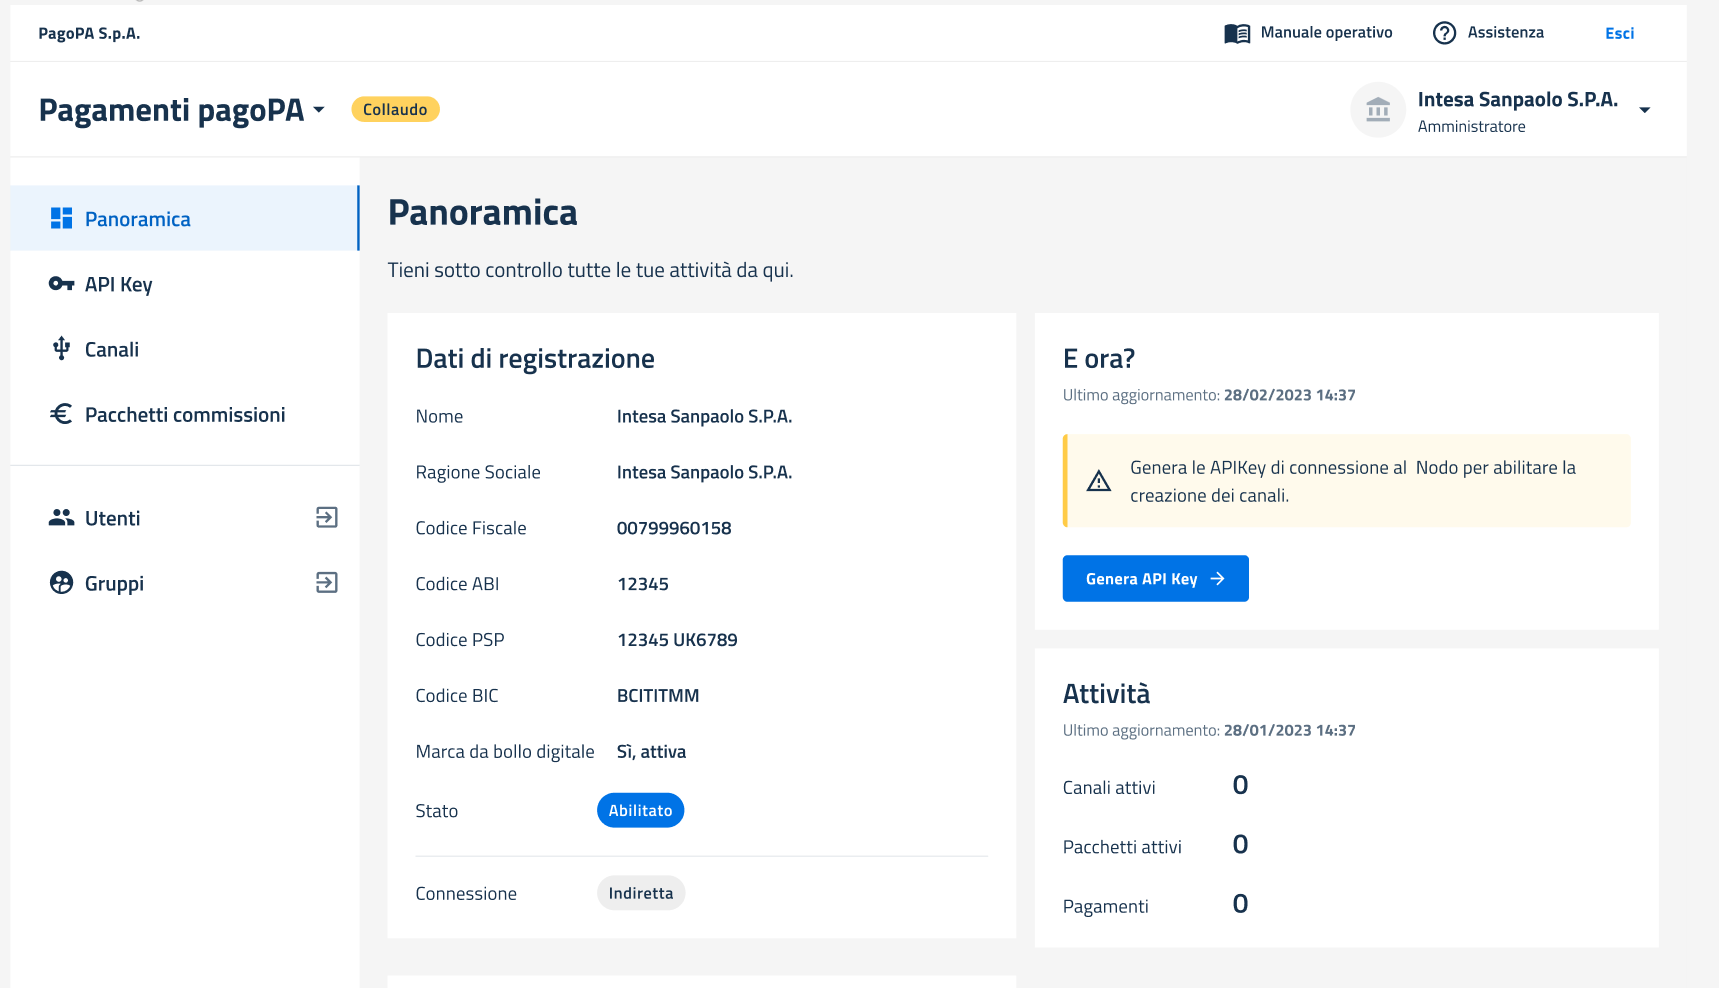 PagoPA S.p.A.
Manuale operativo
Assistenza
Esci
Pagamenti pagoPA
Collaudo
Intesa Sanpaolo S.P.A.
Amministratore
Panoramica
API Key
Canali
Pacchetti commissioni
Utenti
Gruppi
Panoramica
Tieni sotto controllo tutte le tue attività da qui.
Dati di registrazione
Nome Intesa Sanpaolo S.P.A.
Ragione Sociale Intesa Sanpaolo S.P.A.
Codice Fiscale 00799960158
Codice ABI 12345
Codice PSP 12345 UK6789
Codice BIC BCITITMM
Marca da bollo digitale Sì, attiva
Stato Abilitato
Connessione Indiretta
E ora?
Ultimo aggiornamento: 28/02/2023 14:37
Genera le APIKey di connessione al Nodo per abilitare la
creazione dei canali.
Genera API Key
Attività
Ultimo aggiornamento: 28/01/2023 14:37
Canali attivi 0
Pacchetti attivi 0
Pagamenti 0